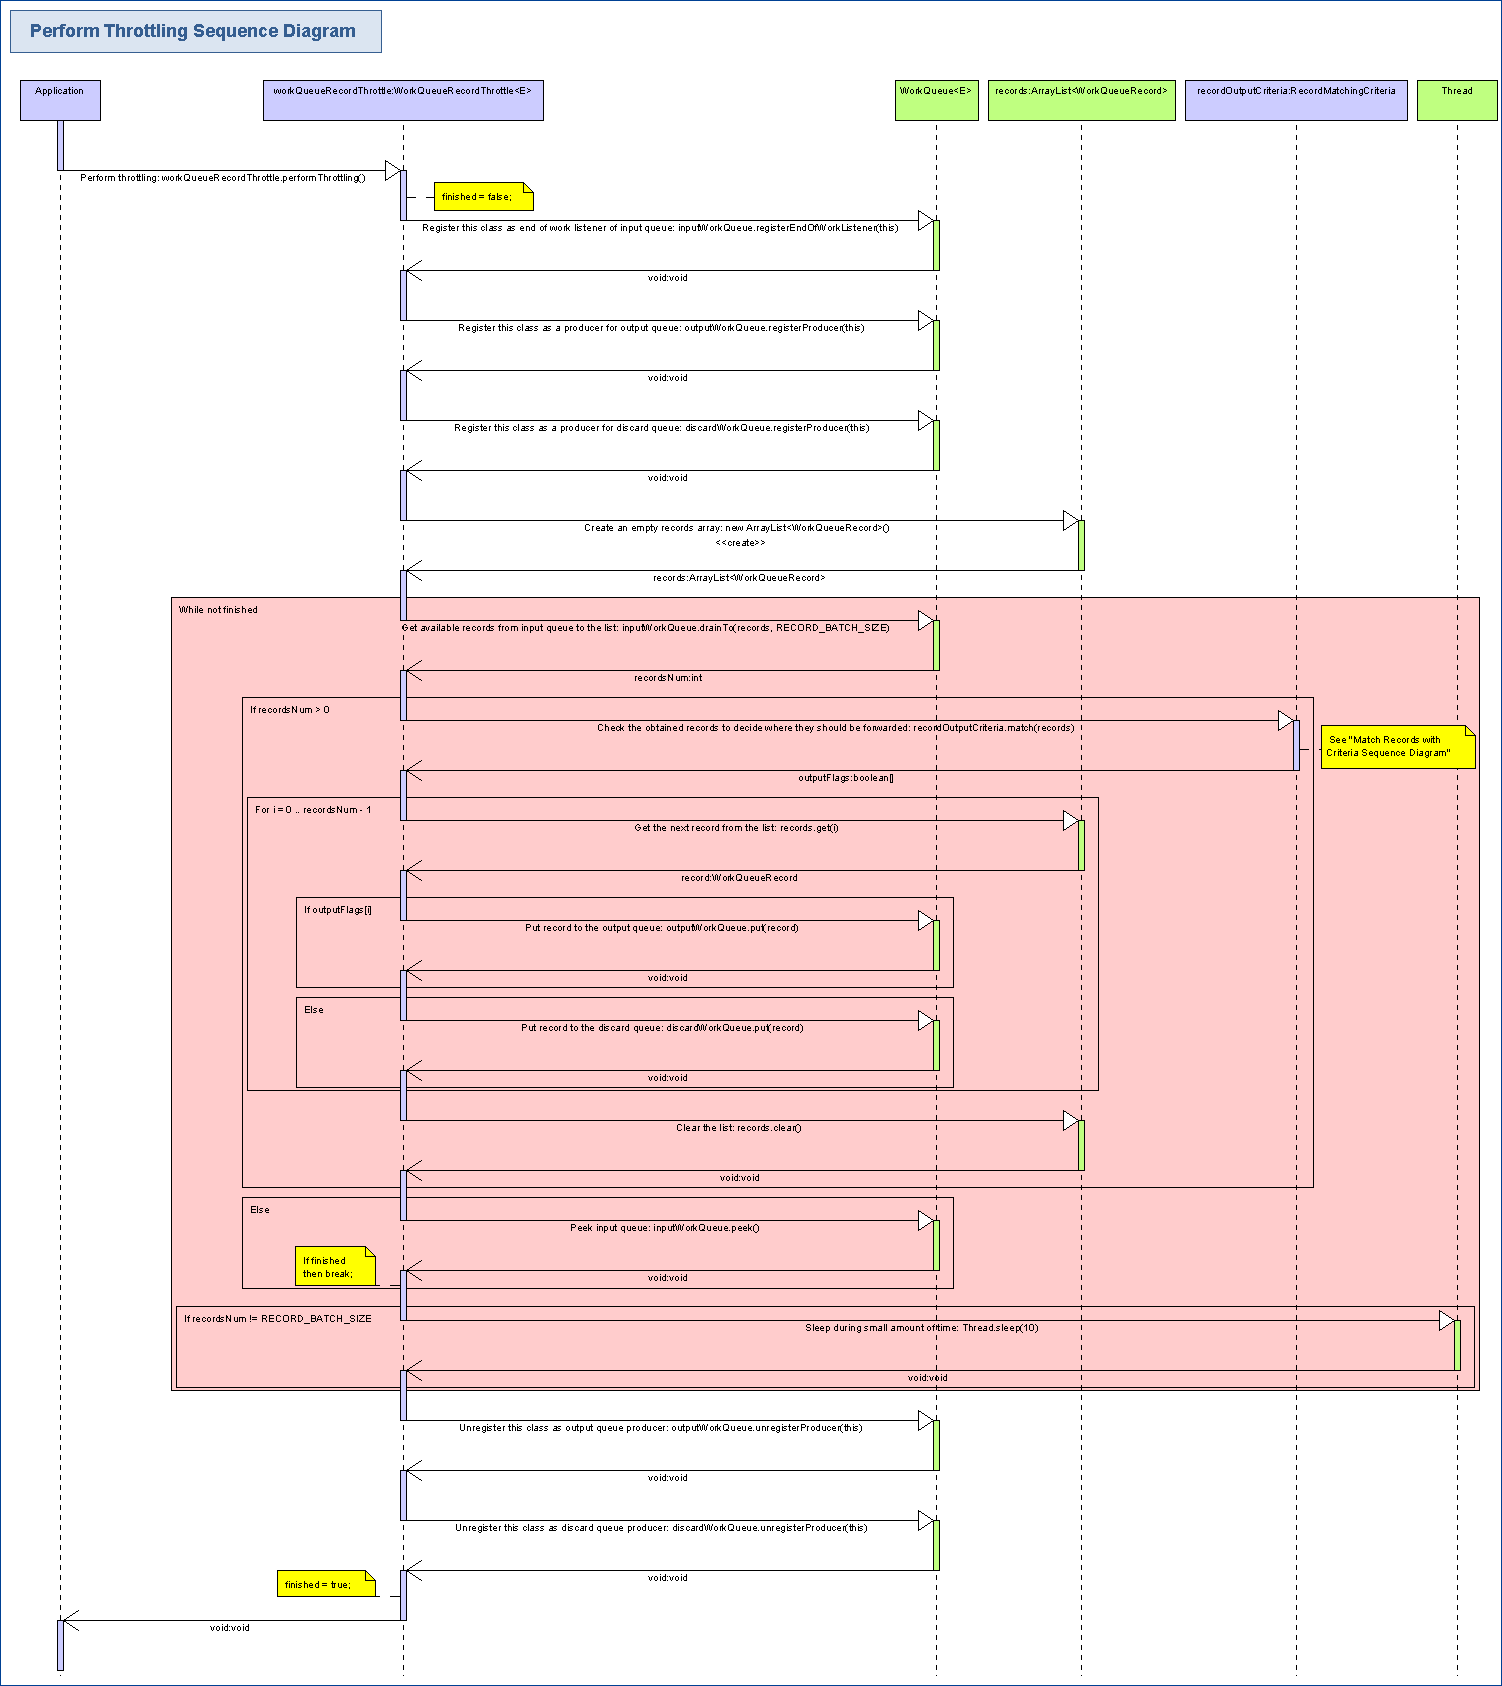 Perform Throttling Sequence Diagram
Application
workQueueRecordThrottle:WorkQueueRecordThrottle<E>
WorkQueue<E>
records:ArrayList<WorkQueueRecord>
recordOutputCriteria:RecordMatchingCriteria
Thread
Perform throttling: workQueueRecordThrottle.performThrottling()
finished = false;
Register this class as end of work listener of input queue: inputWorkQueue.registerEndOfWorkListener(this)
void:void
Register this class as a producer for output queue: outputWorkQueue.registerProducer(this)
void:void
Register this class as a producer for discard queue: discardWorkQueue.registerProducer(this)
void:void
Create an empty records array: new ArrayList<WorkQueueRecord>()
<<create>>
records:ArrayList<WorkQueueRecord>
While not finished
Get available records from input queue to the list: inputWorkQueue.drainTo(records, RECORD_BATCH_SIZE)
recordsNum:int
If recordsNum > 0
Check the obtained records to decide where they should be forwarded: recordOutputCriteria.match(records)
See "Match Records with
Criteria Sequence Diagram"
outputFlags:boolean[]
For i = 0 .. recordsNum - 1
Get the next record from the list: records.get(i)
record:WorkQueueRecord
If outputFlags[i]
Put record to the output queue: outputWorkQueue.put(record)
void:void
Else
Put record to the discard queue: discardWorkQueue.put(record)
void:void
Clear the list: records.clear()
void:void
Else
Peek input queue: inputWorkQueue.peek()
If finished
then break;
void:void
If recordsNum != RECORD_BATCH_SIZE
Sleep during small amount of time: Thread.sleep(10)
void:void
Unregister this class as output queue producer: outputWorkQueue.unregisterProducer(this)
void:void
Unregister this class as discard queue producer: discardWorkQueue.unregisterProducer(this)
void:void
finished = true;
void:void